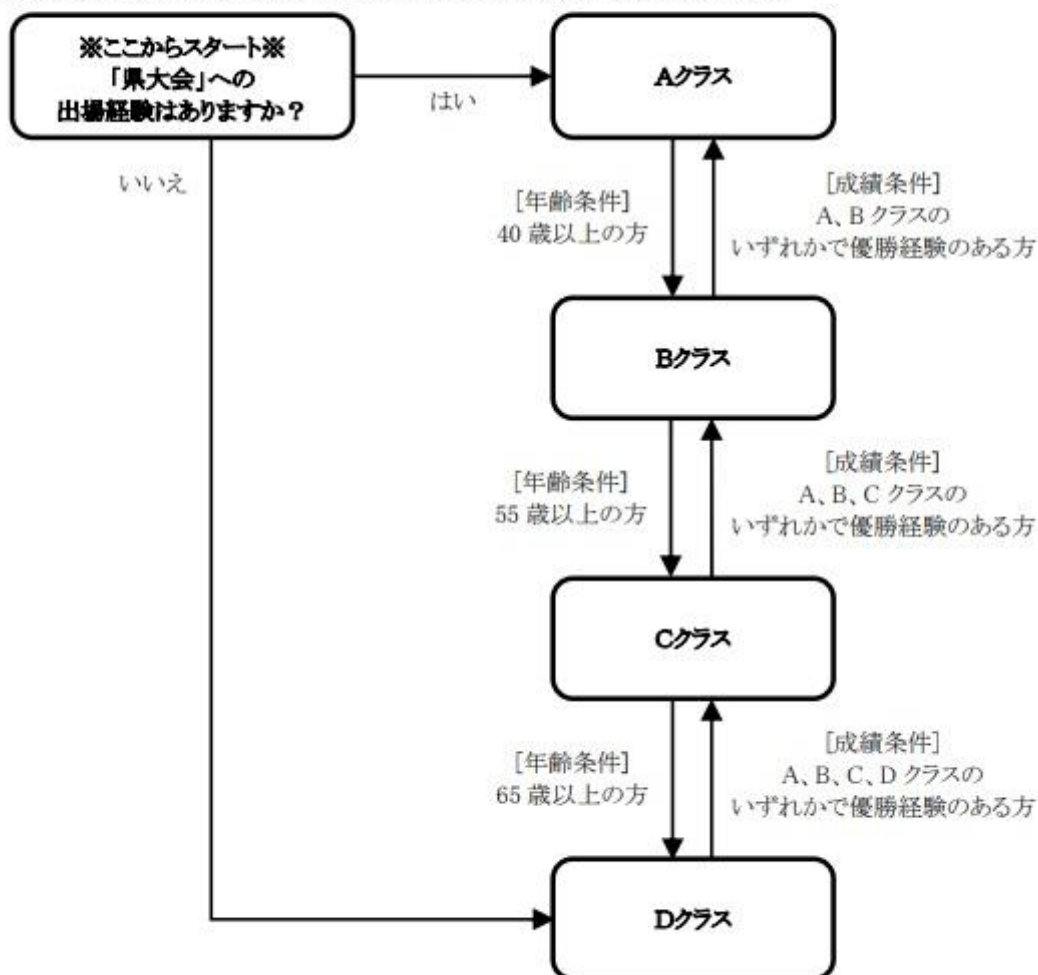 ※ここからスタート※
「県大会」への
出場経験はありますか？
はい
いいえ
Aクラス
[年齢条件]
40 歳以上の方
[成績条件]
A、B クラスの
いずれかで優勝経験のある方
Bクラス
[年齢条件]
55 歳以上の方
[成績条件]
A、B、C クラスの
いずれかで優勝経験のある方
Cクラス
[年齢条件]
65 歳以上の方
[成績条件]
A、B、C、D クラスの
いずれかで優勝経験のある方
Dクラス